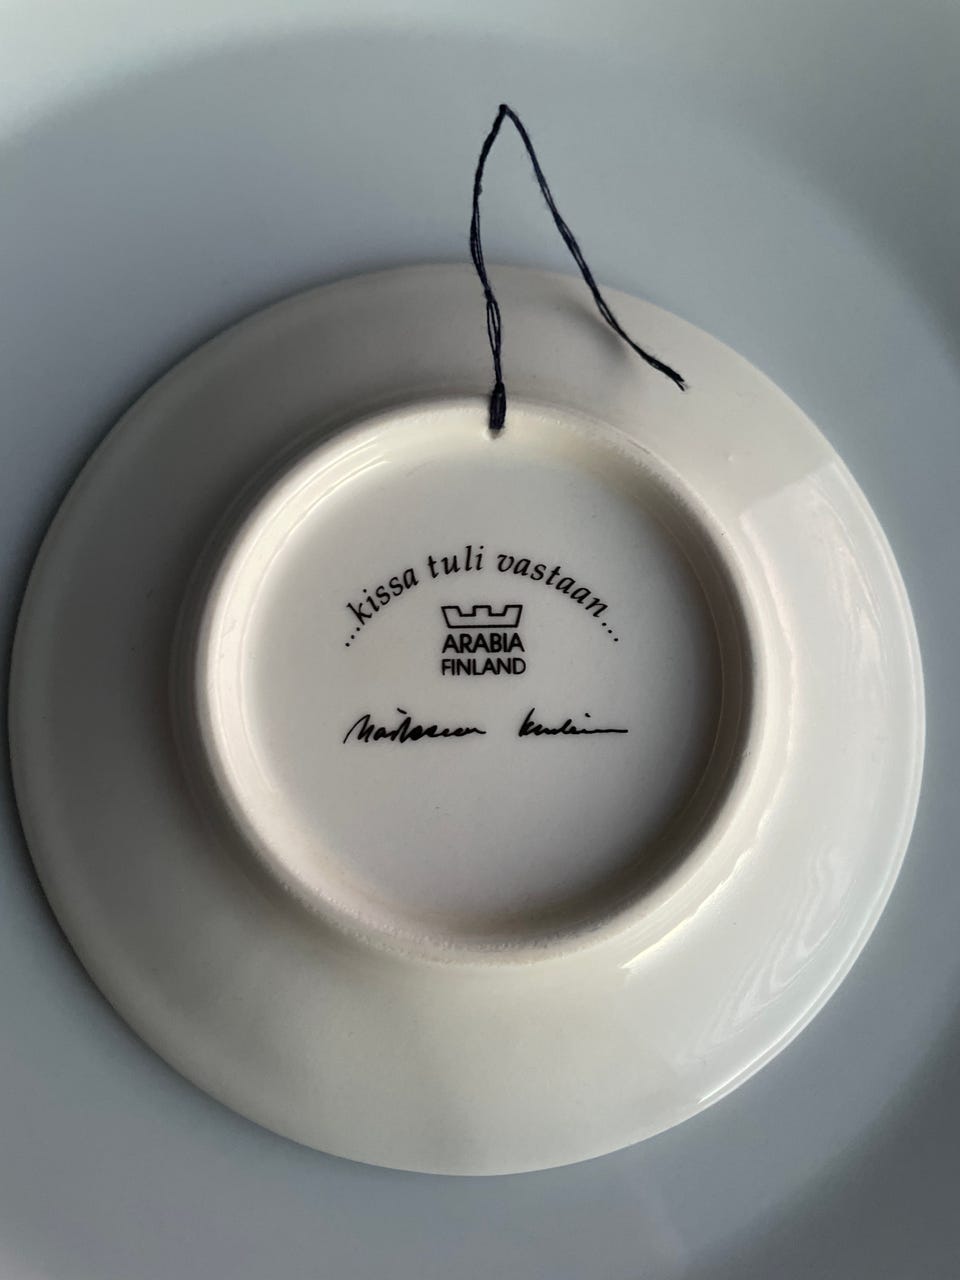 ...kissa tuli vastaan...
ARABIA
FINLAND